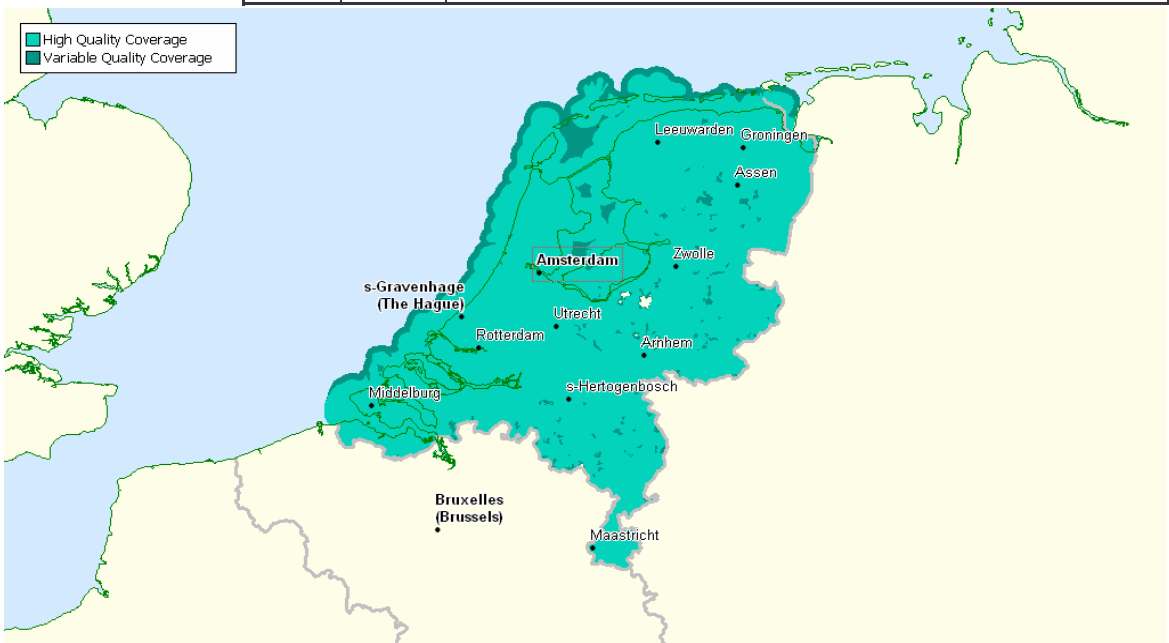 High Quality Coverage
Variable Quality Coverage
Leeuwarden
Groningen
Assen
Zwolle
Amsterdam
s-Gravenhage
(The Hague)
Utrecht
Rotterdam
Arnhem
s-Hertogenbosch
Middelburg
Bruxelles
(Brussels)
Maastricht